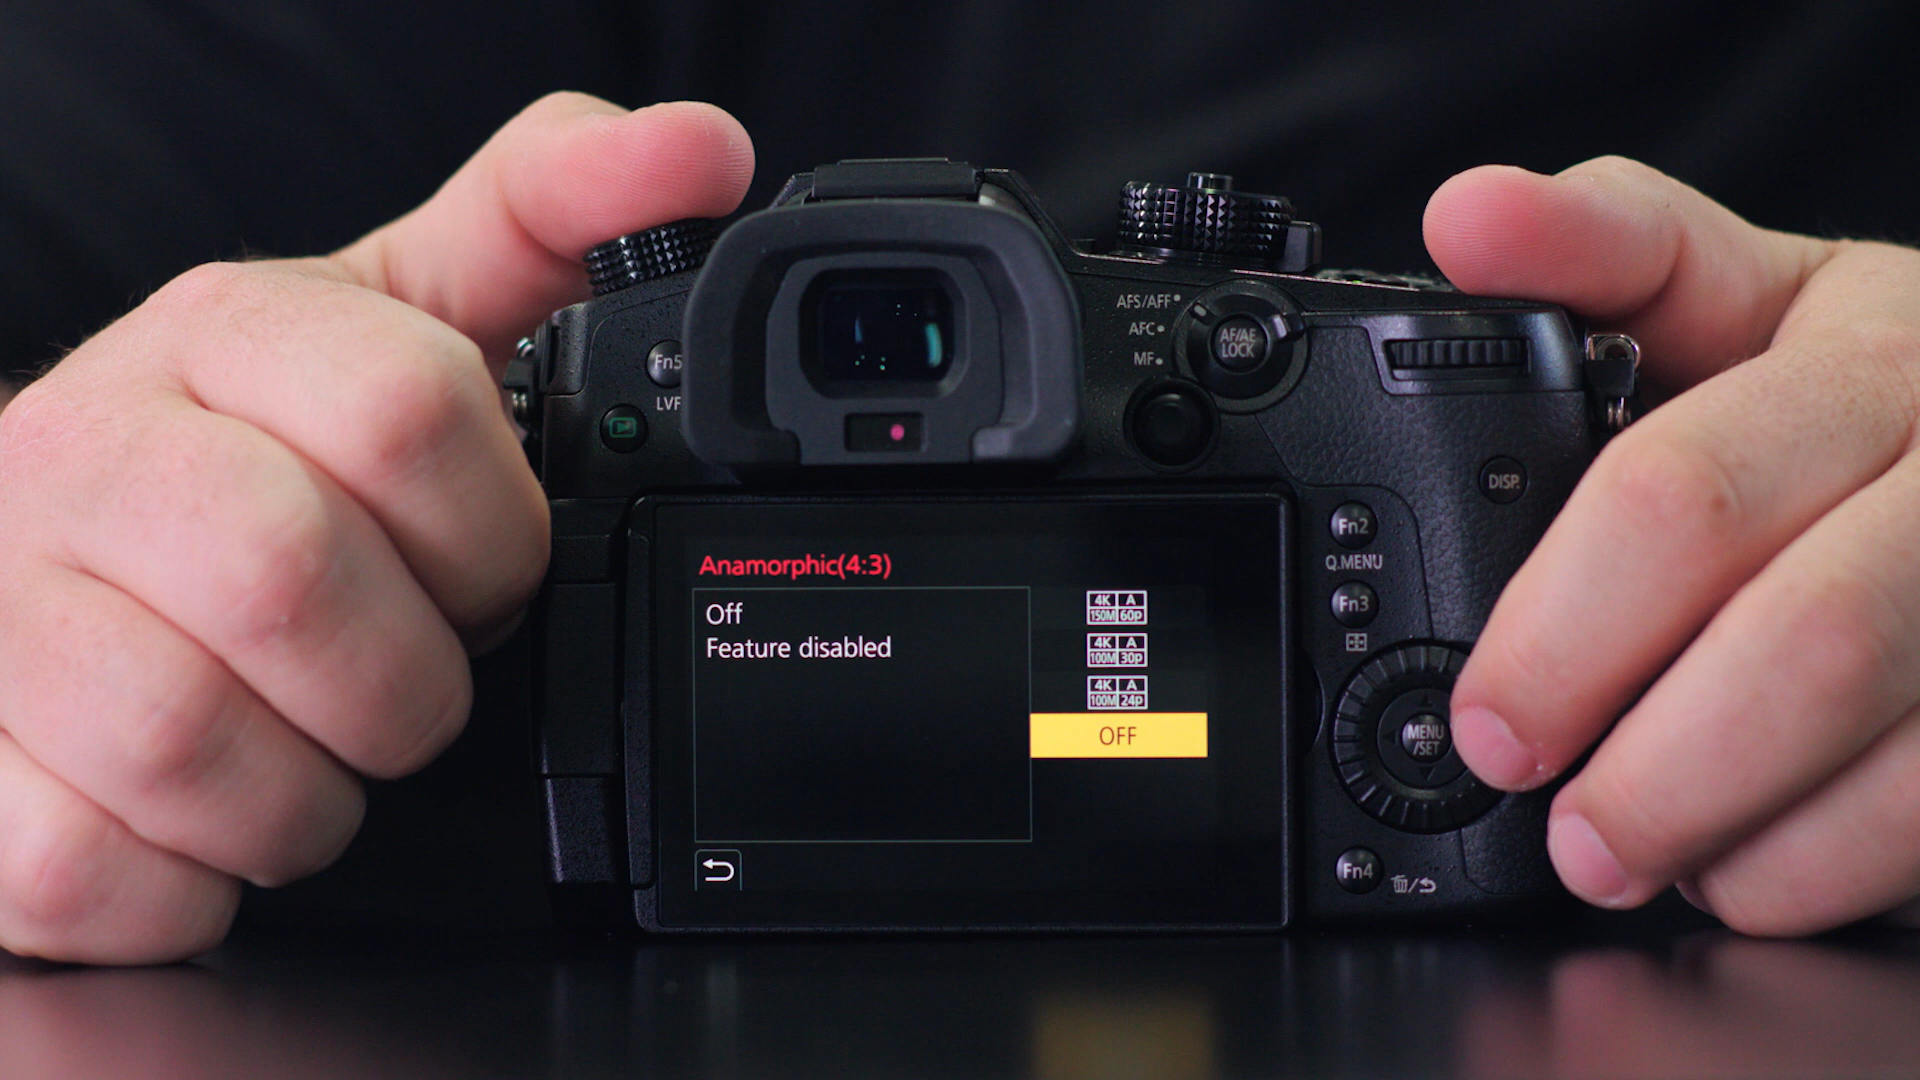 AFS/AFF
AFC
MF
AF/AE
LOCK
Fn5
LVF
DISP.
Fn2
Q.MENU
Fn3
MENU
/SET
Fn4
Anamorphic(4:3)
Off
Feature disabled
4K A
150M 60p
4K A
100M 30p
4K A
100M 24p
OFF